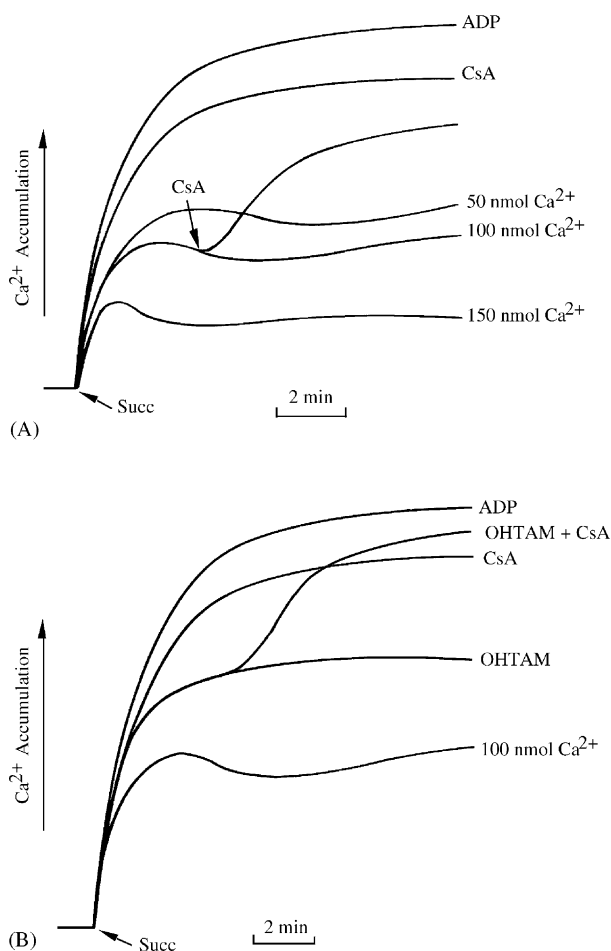 ADP
CsA
CsA
50 nmol Ca2+
100 nmol Ca2+
150 nmol Ca2+
Ca2+ Accumulation
Succ
2 min
(A)
ADP
OHTAM + CsA
CsA
OHTAM
100 nmol Ca2+
Ca2+ Accumulation
Succ
2 min
(B)